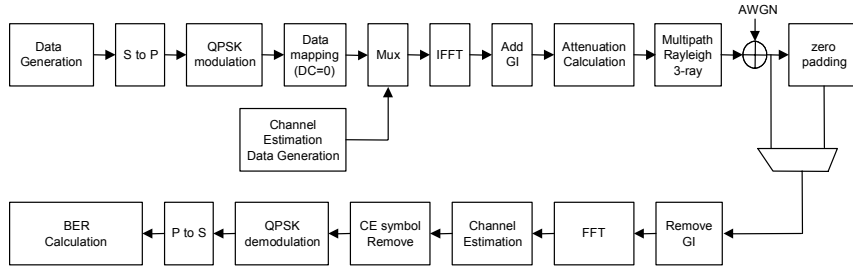 AWGN
Data
Generation
S to P
QPSK
modulation
Data
mapping
(DC=0)
Mux
IFFT
Add
GI
Attenuation
Calculation
Multipath
Rayleigh
3-ray
zero
padding
Channel
Estimation
Data Generation
BER
Calculation
P to S
QPSK
demodulation
CE symbol
Remove
Channel
Estimation
FFT
Remove
GI